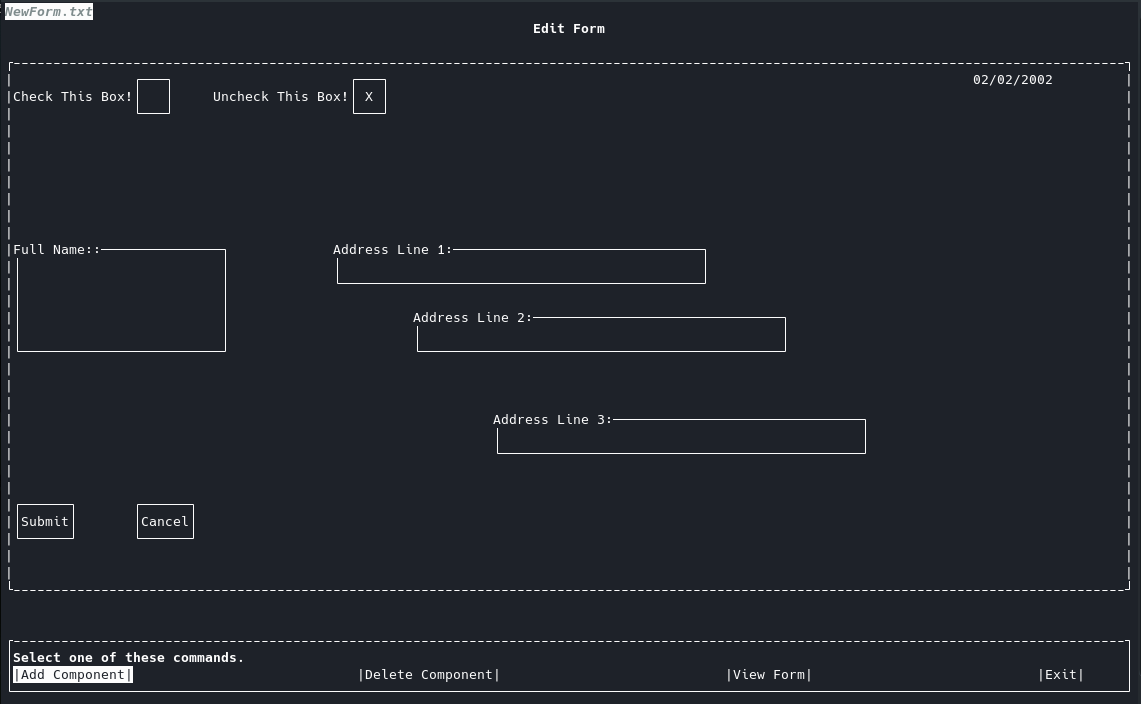 NewForm.txt
Edit Form
02/02/2002
Check This Box! Uncheck This Box! X
Full Name:: Address Line 1:
Address Line 2:
Address Line 3:
Submit Cancel
Select one of these commands.
|Add Component| |Delete Component| |View Form| |Exit|